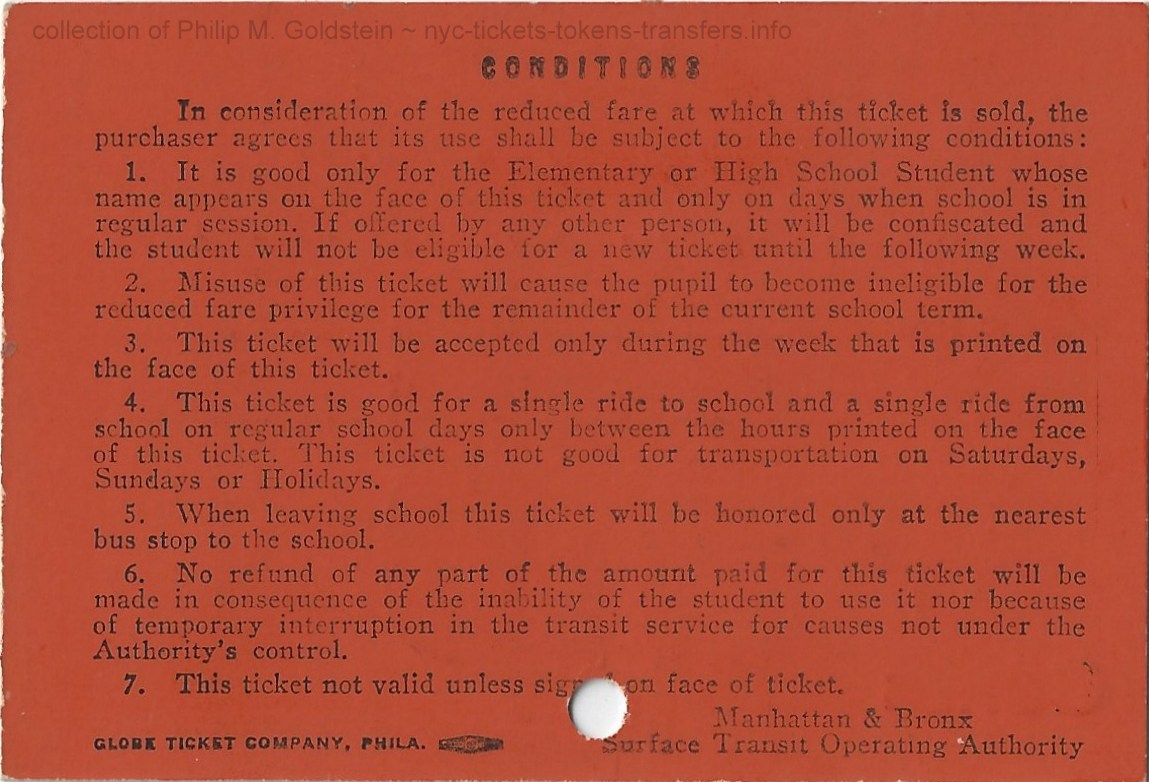 collection of Philip M. Goldstein ~ nyc-tickets-tokens-transfers.info
CONDITIONS
In consideration of the reduced fare at which this ticket is sold, the
purchaser agrees that its use shall be subject to the following conditions:
1. It is good only for the Elementary or High School Student whose
name appears on the face of this ticket and only on days when school is in
regular session. If offered by any other person, it will be confiscated and
the student will not be eligible for a new ticket until the following week.
2. Misuse of this ticket will cause the pupil to become ineligible for the
reduced fare privilege for the remainder of the current school term.
3. This ticket will be accepted only during the week that is printed on
the face of this ticket.
4. This ticket is good for a single ride to school and a single ride from
school on regular school days only between the hours printed on the face
of this ticket. This ticket is not good for transportation on Saturdays,
Sundays or Holidays.
5. When leaving school this ticket will be honored only at the nearest
bus stop to the school.
6. No refund of any part of the amount paid for this ticket will be
made in consequence of the inability of the student to use it nor because
of temporary interruption in the transit service for causes not under the
Authority's control.
7. This ticket not valid unless signed on face of ticket.
Manhattan & Bronx
GLOBE TICKET COMPANY, PHILA. Surface Transit Operating Authority